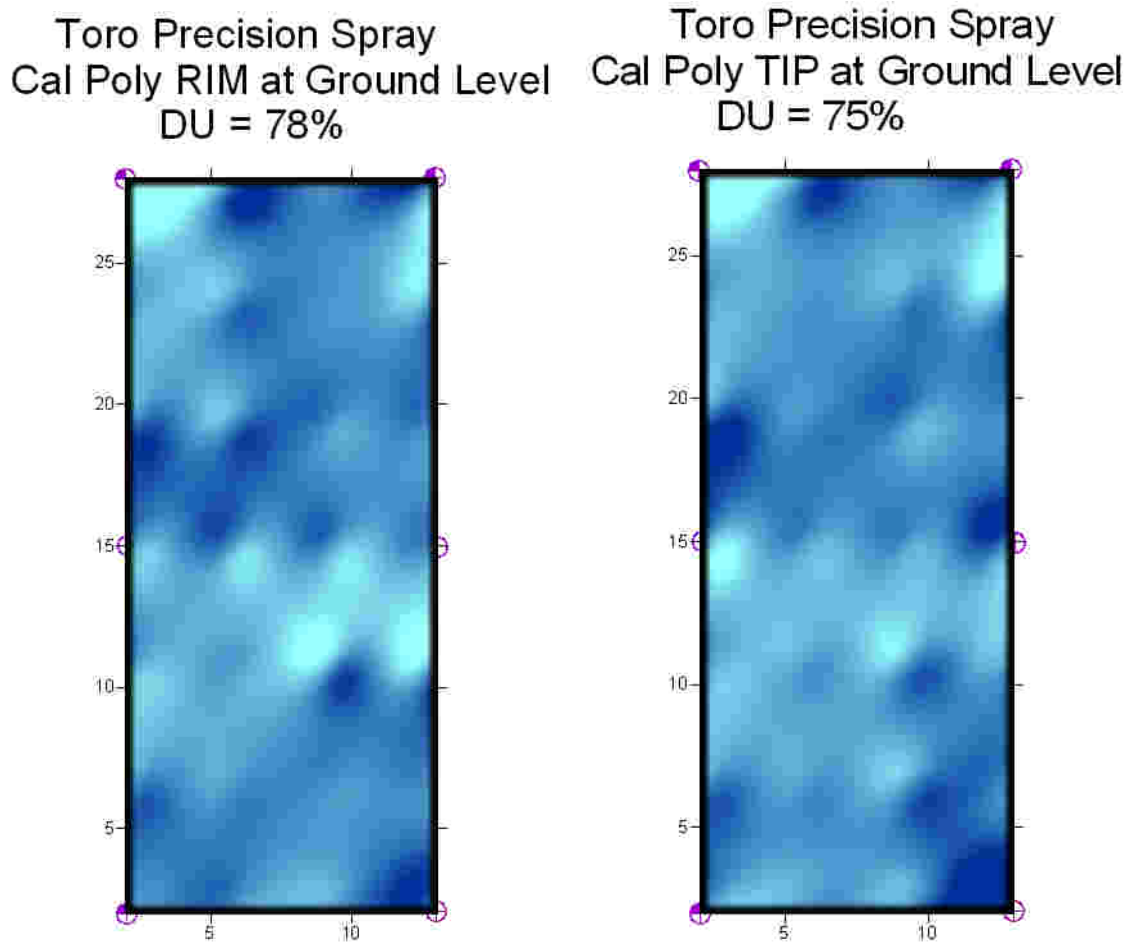 Toro Precision Spray
Cal Poly RIM at Ground Level
DU = 78%
25
20
15
10
5
5 10
Toro Precision Spray
Cal Poly TIP at Ground Level
DU = 75%
25
20
15
10
5
5 10